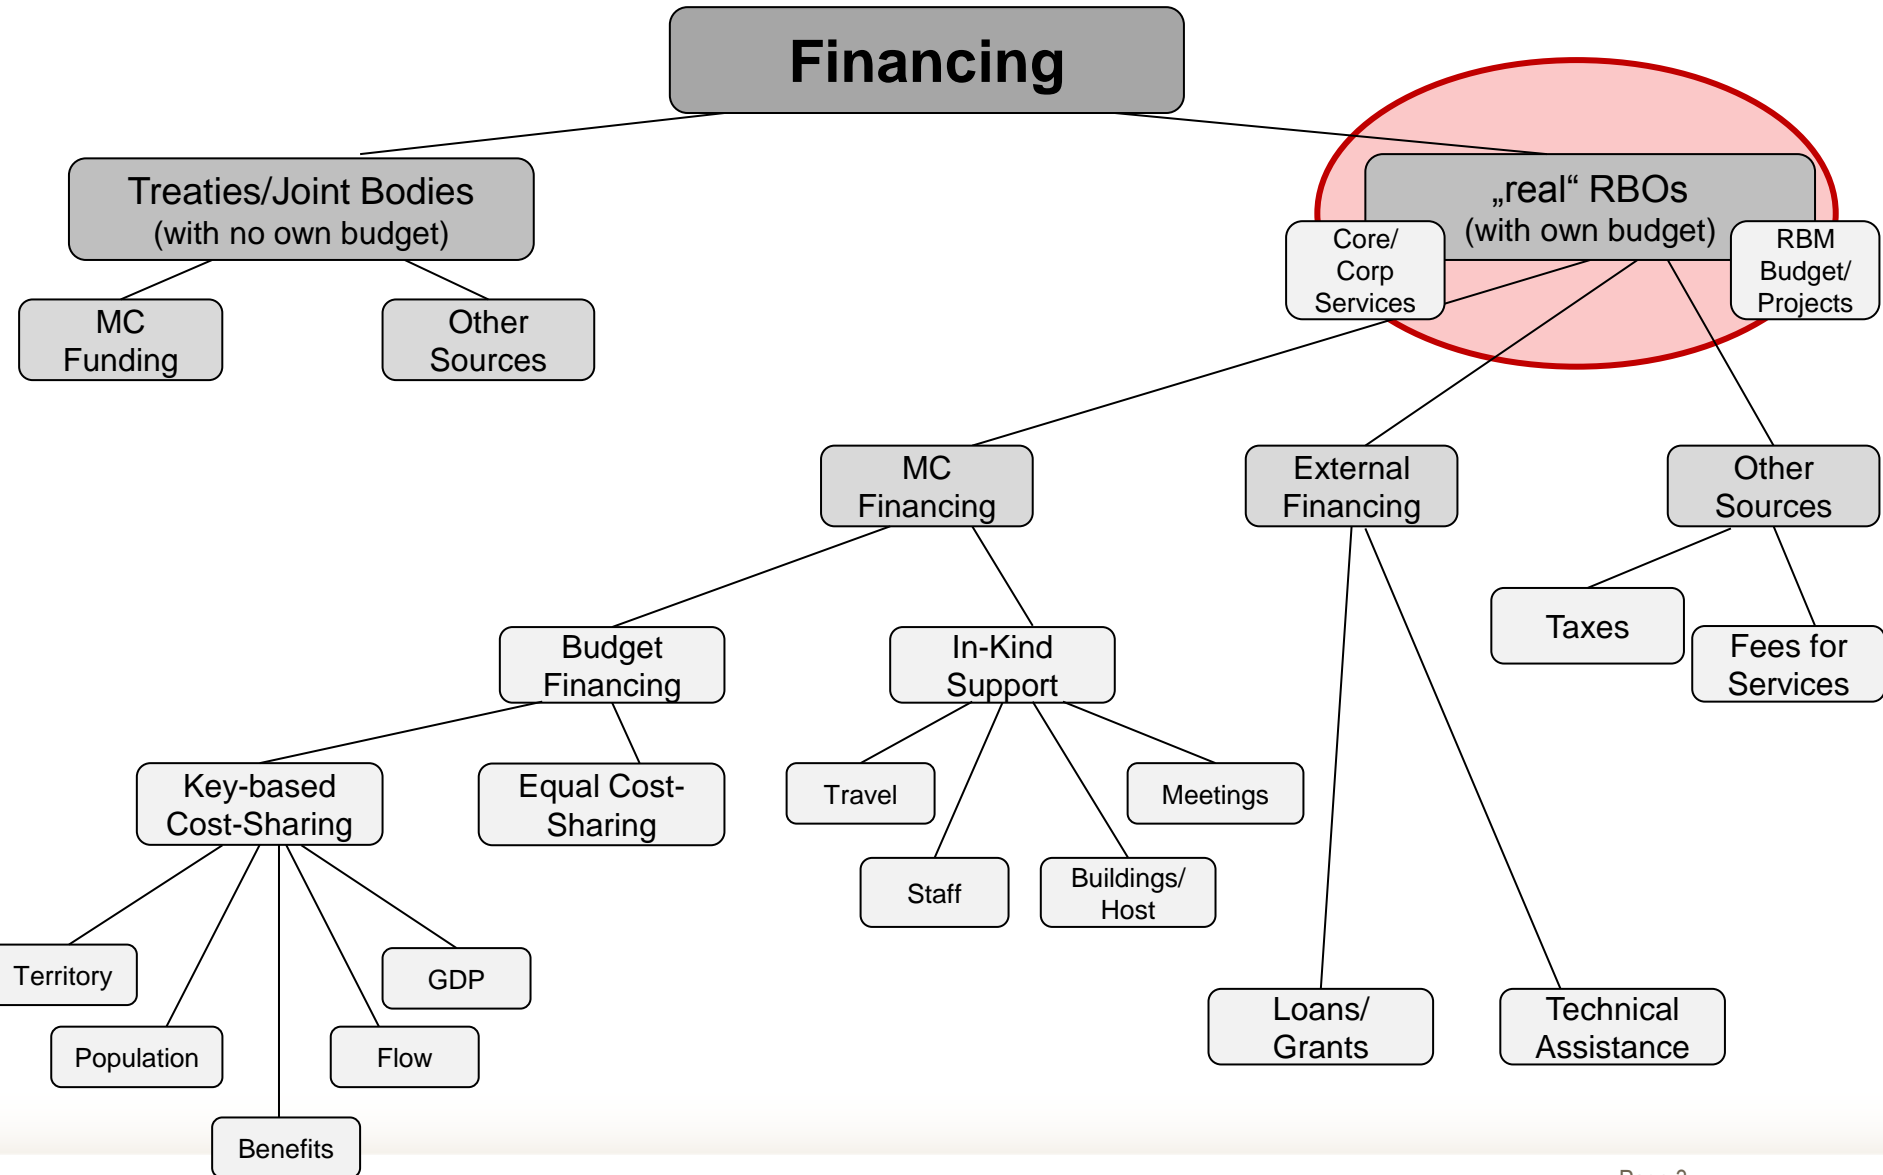 Financing
Treaties/Joint Bodies
(with no own budget)
„real“ RBOs
(with own budget)
Core/
Corp
Services
RBM
Budget/
Projects
MC
Funding
Other
Sources
MC
Financing
External
Financing
Other
Sources
Taxes
Fees for
Services
Budget
Financing
In-Kind
Support
Key-based
Cost-Sharing
Equal Cost-
Sharing
Travel
Meetings
Staff
Buildings/
Host
Territory
GDP
Population
Flow
Benefits
Loans/
Grants
Technical
Assistance